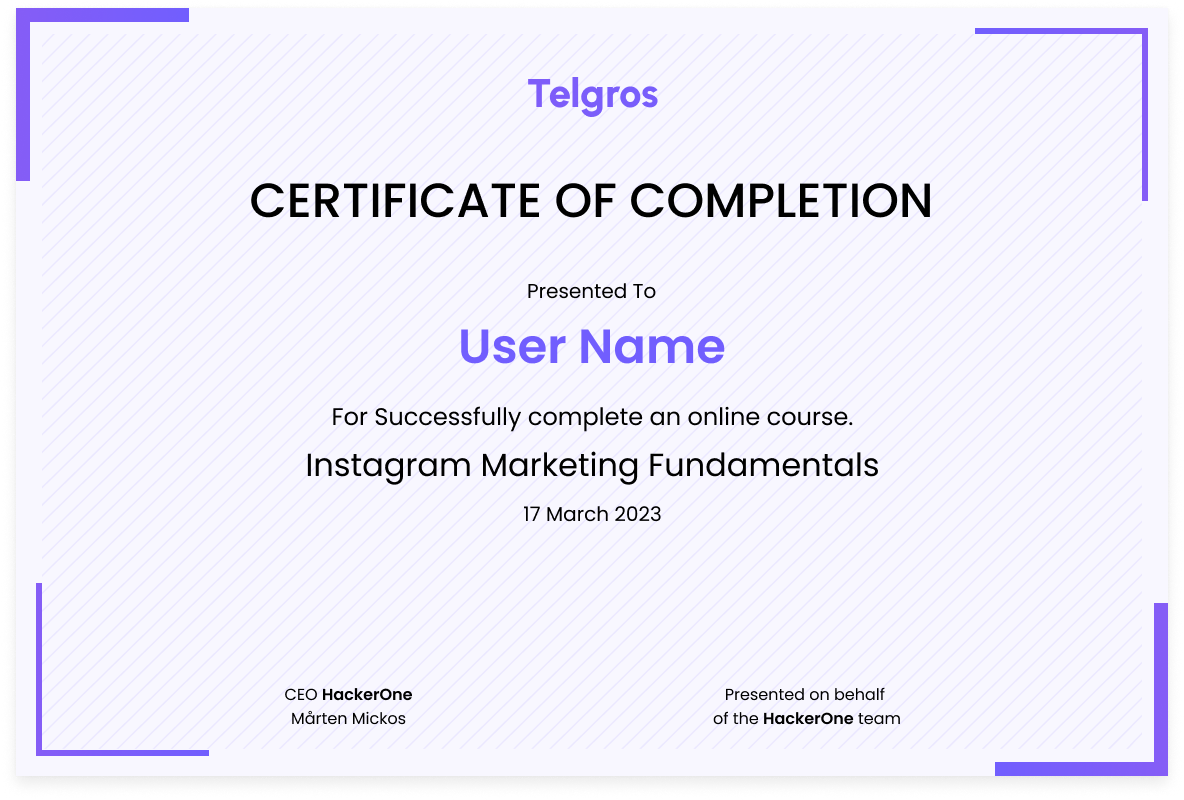 Telgros
CERTIFICATE OF COMPLETION
Presented To
User Name
For Successfully complete an online course.
Instagram Marketing Fundamentals
17 March 2023
CEO HackerOne
Mårten Mickos
Presented on behalf
of the HackerOne team